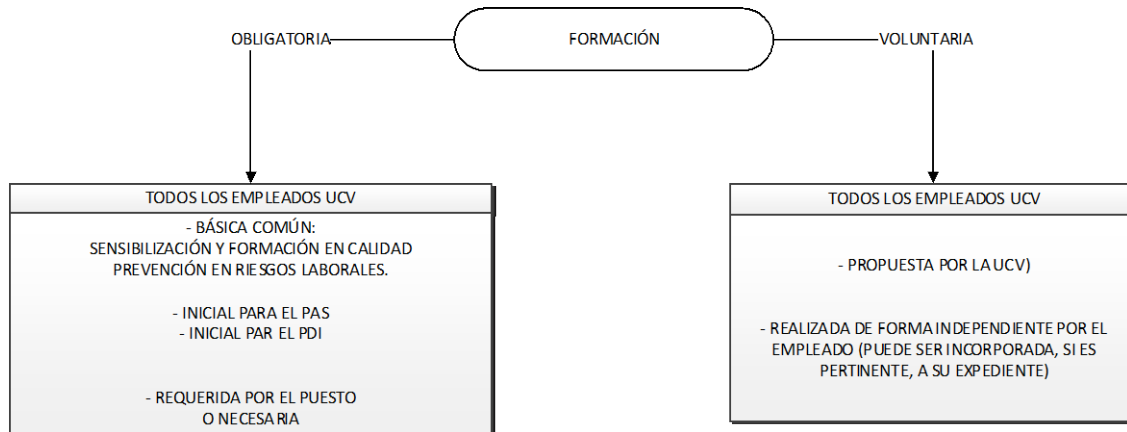 OBLIGATORIA
FORMACIÓN
VOLUNTARIA
TODOS LOS EMPLEADOS UCV
- BÁSICA COMÚN:
SENSIBILIZACIÓN Y FORMACIÓN EN CALIDAD
PREVENCIÓN EN RIESGOS LABORALES.
- INICIAL PARA EL PAS
- INICIAL PAR EL PDI
- REQUERIDA POR EL PUESTO
O NECESARIA
TODOS LOS EMPLEADOS UCV
- PROPUESTA POR LA UCV)
- REALIZADA DE FORMA INDEPENDIENTE POR EL
EMPLEADO (PUEDE SER INCORPORADA, SI ES
PERTINENTE, A SU EXPEDIENTE)